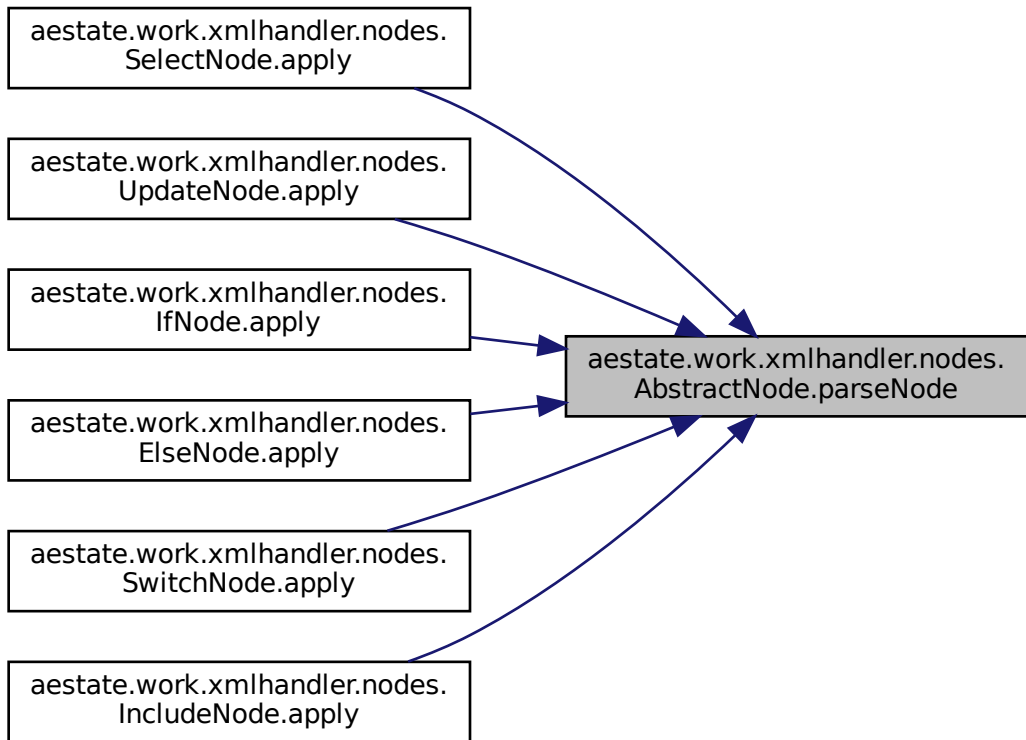 aestate.work.xmlhandler.nodes.
SelectNode.apply
aestate.work.xmlhandler.nodes.
UpdateNode.apply
aestate.work.xmlhandler.nodes.
IfNode.apply
aestate.work.xmlhandler.nodes.
ElseNode.apply
aestate.work.xmlhandler.nodes.
SwitchNode.apply
aestate.work.xmlhandler.nodes.
IncludeNode.apply
aestate.work.xmlhandler.nodes.
AbstractNode.parseNode